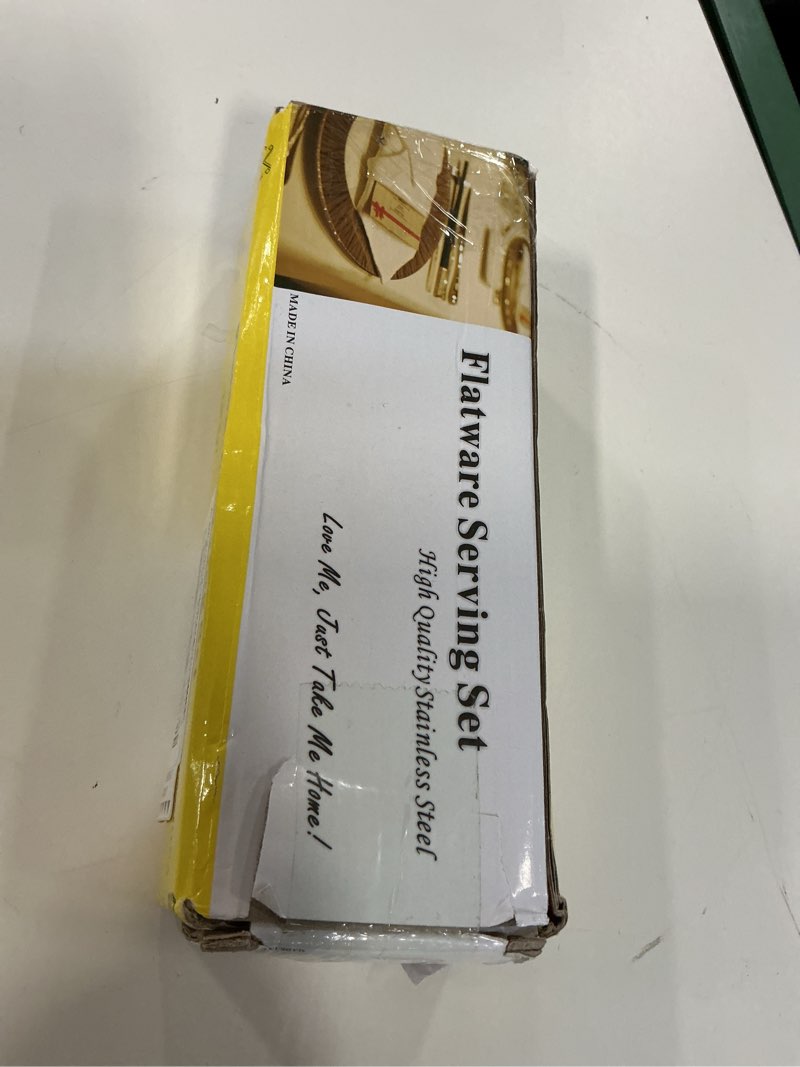 Flatware Serving Set
High Quality Stainless Steel
Love Me, Just Take Me Home!
MADE IN CHINA